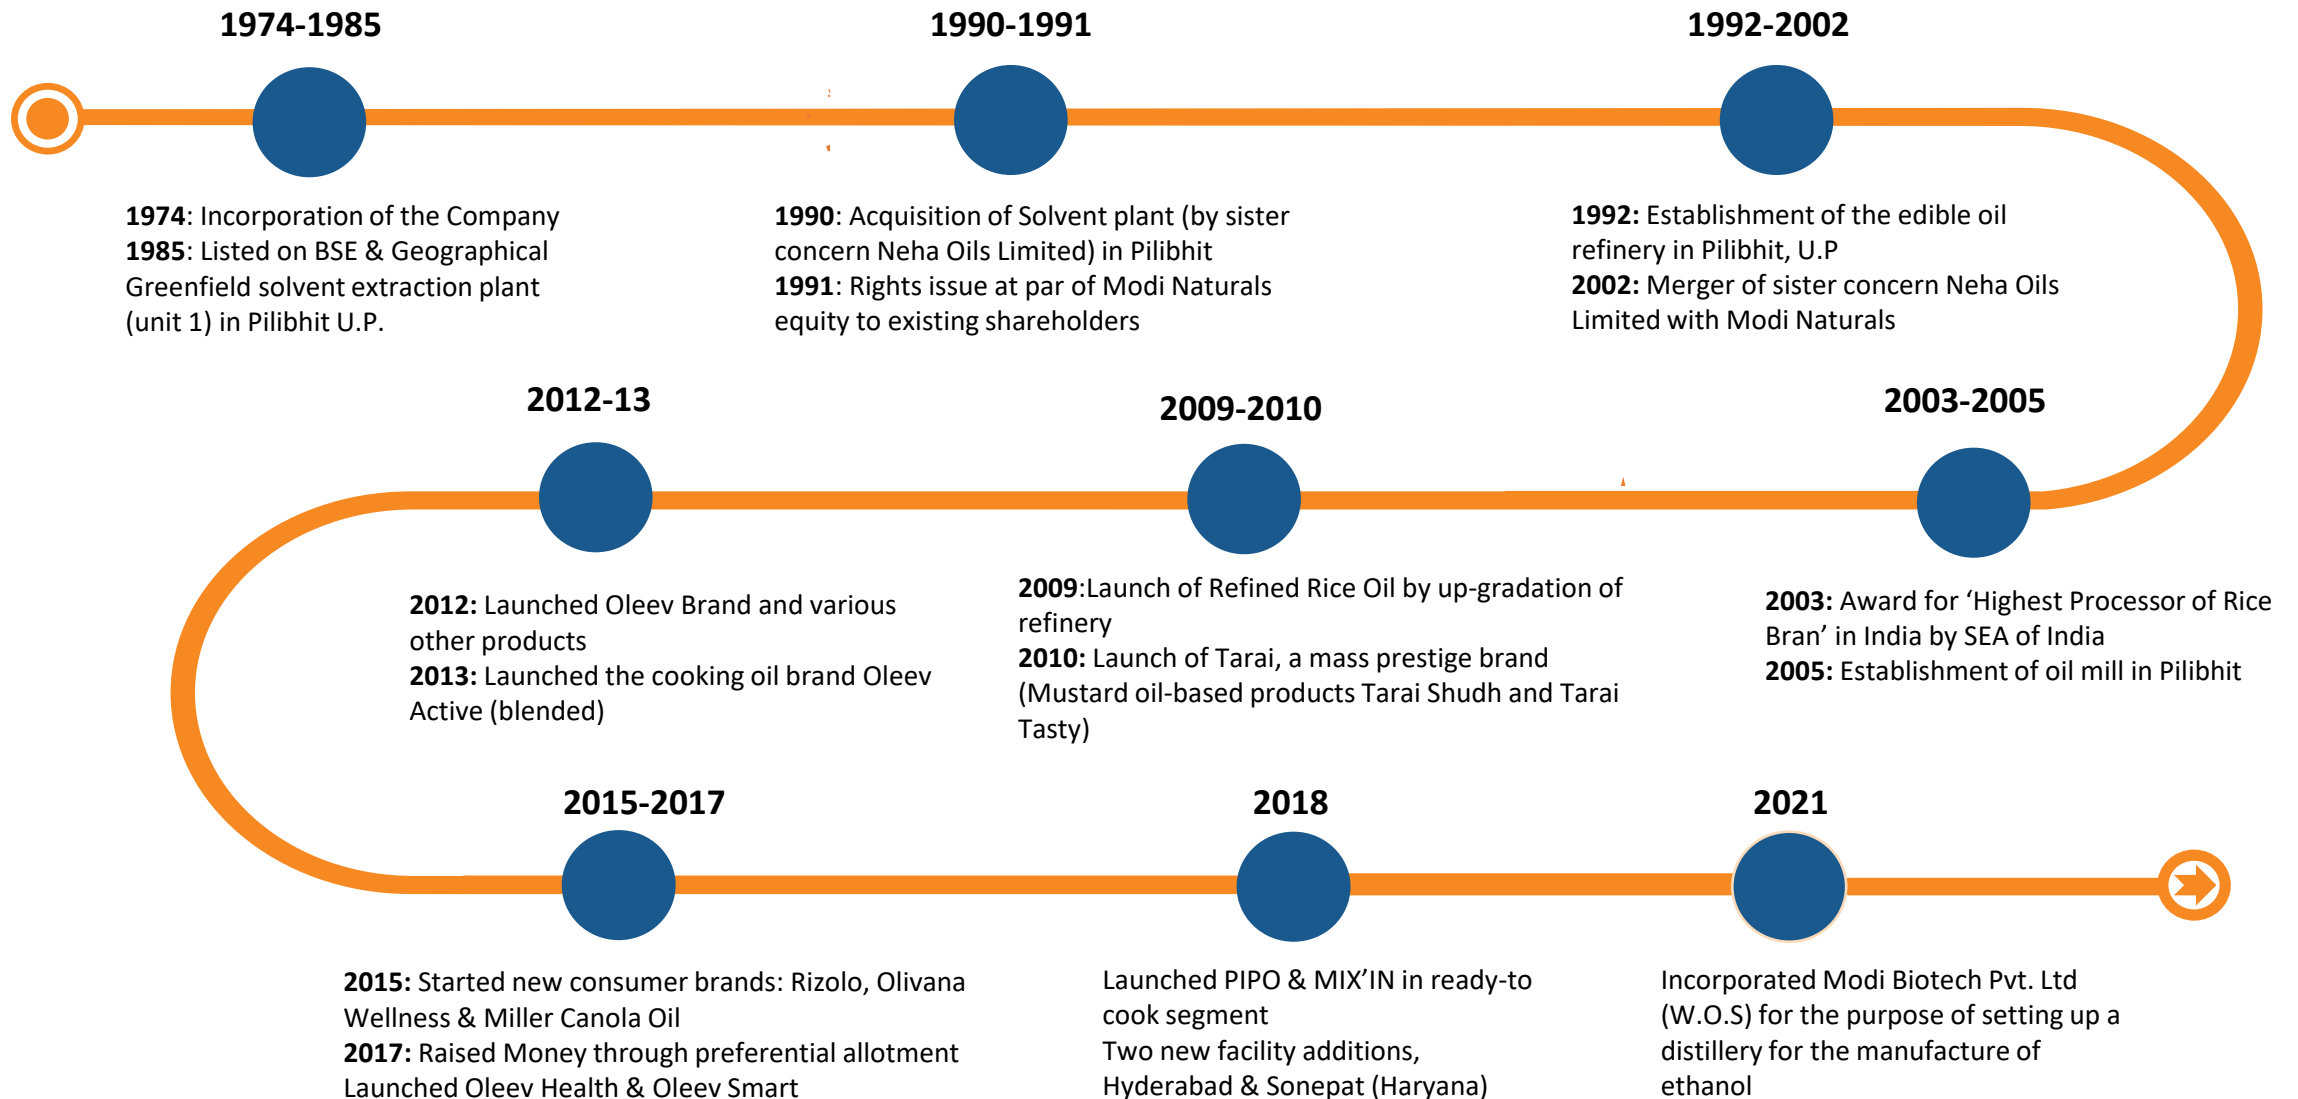 1974-1985
1974: Incorporation of the Company
1985: Listed on BSE & Geographical
Greenfield solvent extraction plant
(unit 1) in Pilibhit U.P.
1990-1991
1990: Acquisition of Solvent plant (by sister
concern Neha Oils Limited) in Pilibhit
1991: Rights issue at par of Modi Naturals
equity to existing shareholders
1992-2002
1992: Establishment of the edible oil
refinery in Pilibhit, U.P
2002: Merger of sister concern Neha Oils
Limited with Modi Naturals
2003-2005
2003: Award for ‘Highest Processor of Rice
Bran’ in India by SEA of India
2005: Establishment of oil mill in Pilibhit
2009-2010
2009:Launch of Refined Rice Oil by up-gradation of
refinery
2010: Launch of Tarai, a mass prestige brand
(Mustard oil-based products Tarai Shudh and Tarai
Tasty)
2012-13
2012: Launched Oleev Brand and various
other products
2013: Launched the cooking oil brand Oleev
Active (blended)
2015-2017
2015: Started new consumer brands: Rizolo, Olivana
Wellness & Miller Canola Oil
2017: Raised Money through preferential allotment
Launched Oleev Health & Oleev Smart
2018
Launched PIPO & MIX’IN in ready-to
cook segment
Two new facility additions,
Hyderabad & Sonepat (Haryana)
2021
Incorporated Modi Biotech Pvt. Ltd
(W.O.S) for the purpose of setting up a
distillery for the manufacture of
ethanol